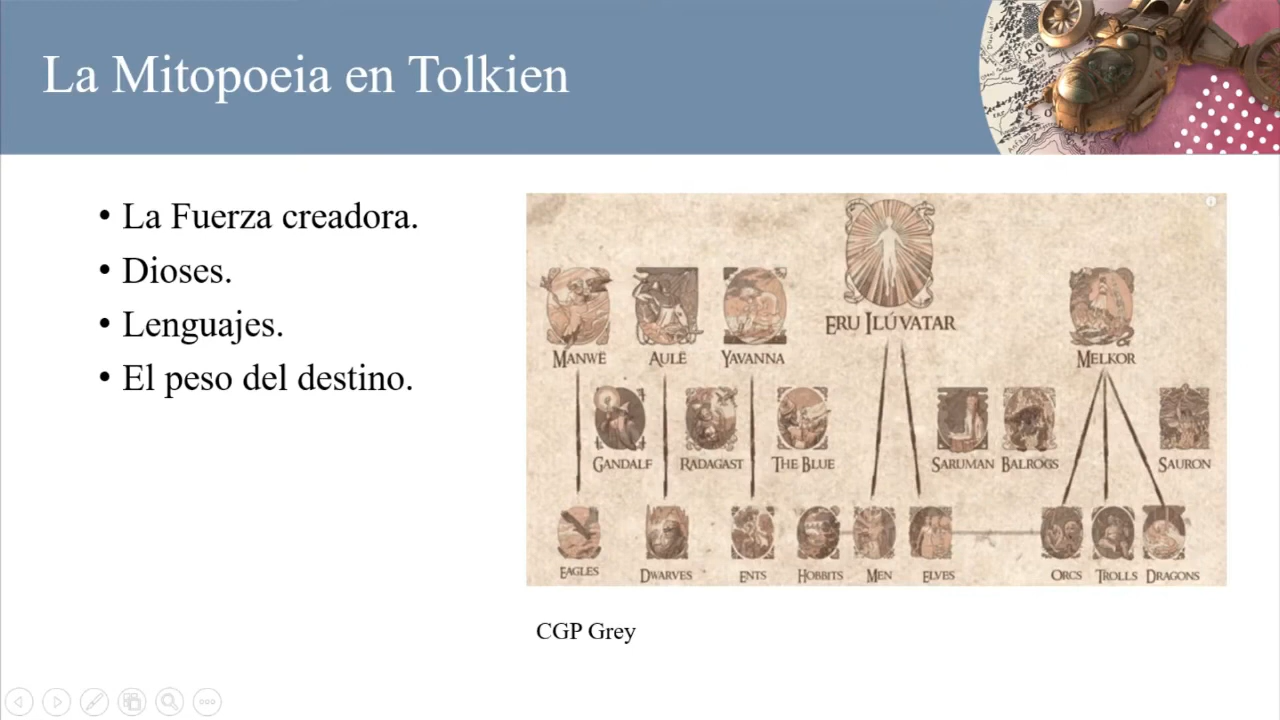 La Mitopoeia en Tolkien
• La Fuerza creadora.
• Dioses.
• Lenguajes.
• El peso del destino.
ERU ILÚVATAR
MANWË AULË YAVANNA MELKOR
GANDALF RADAGAST THE BLUE SARUMAN BALROGS SAURON
EAGLES DWARVES ENTS HOBBITS MEN ELVES ORCS TROLLS DRAGONS
CGP Grey